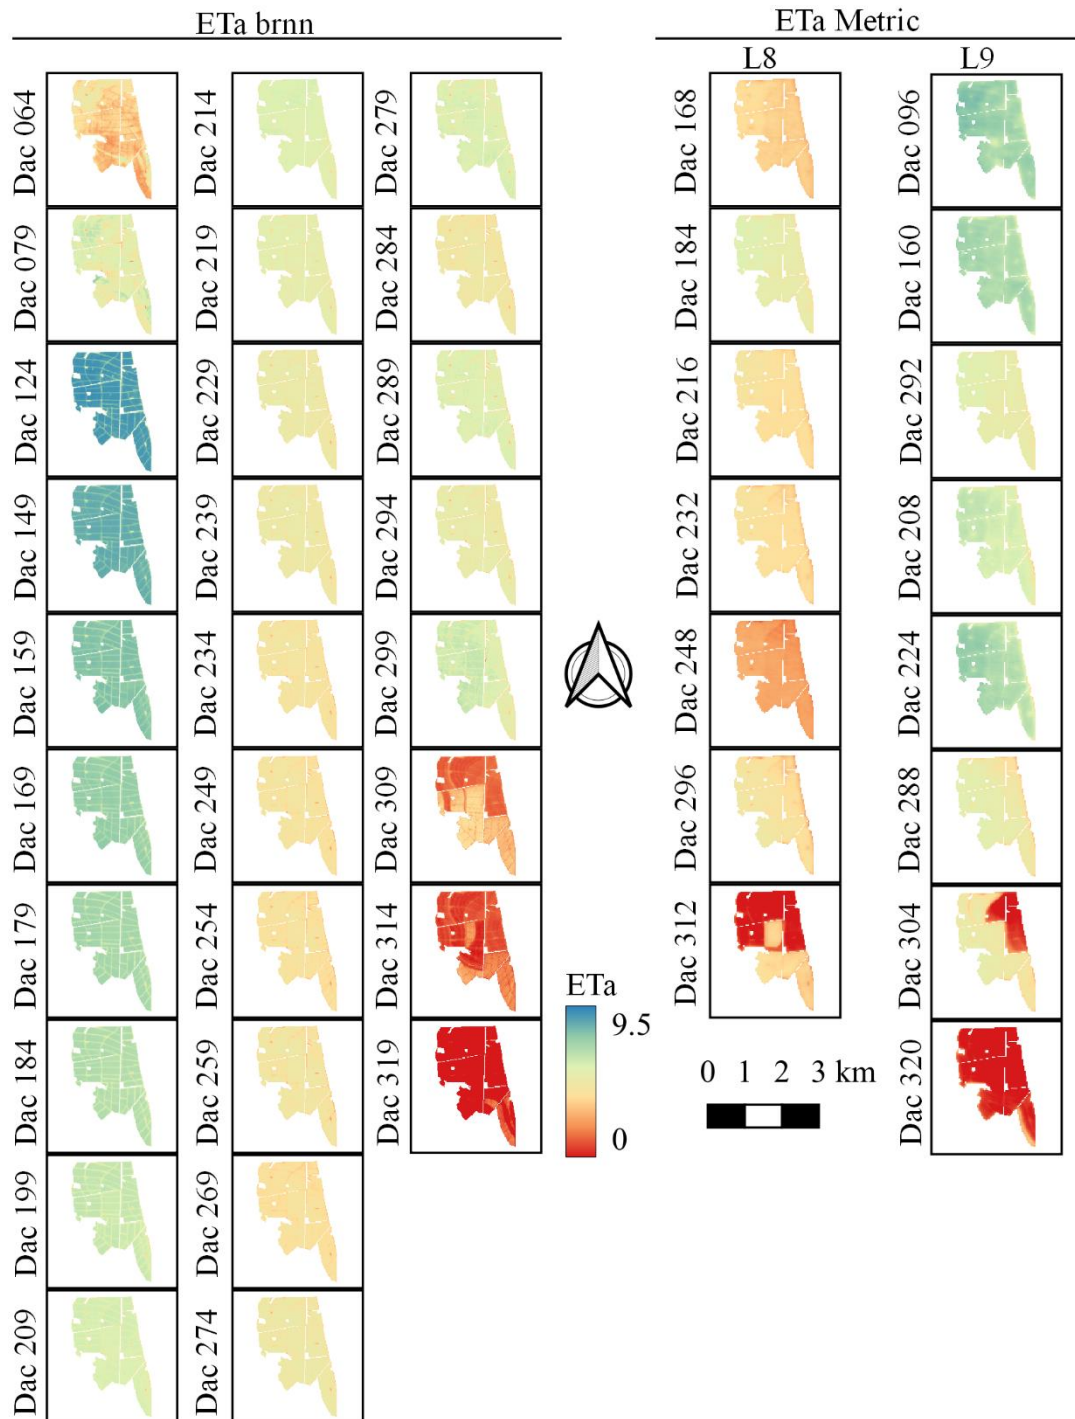 ETa brnn
Dac 064
Dac 079
Dac 124
Dac 149
Dac 159
Dac 169
Dac 179
Dac 184
Dac 199
Dac 209
Dac 214
Dac 219
Dac 229
Dac 239
Dac 234
Dac 249
Dac 254
Dac 259
Dac 269
Dac 274
Dac 279
Dac 284
Dac 289
Dac 294
Dac 299
Dac 309
Dac 314
Dac 319
ETa
9.5
0
ETa Metric
L8
Dac 168
Dac 184
Dac 216
Dac 232
Dac 248
Dac 296
Dac 312
L9
Dac 096
Dac 160
Dac 292
Dac 208
Dac 224
Dac 288
Dac 304
Dac 320
0 1 2 3 km